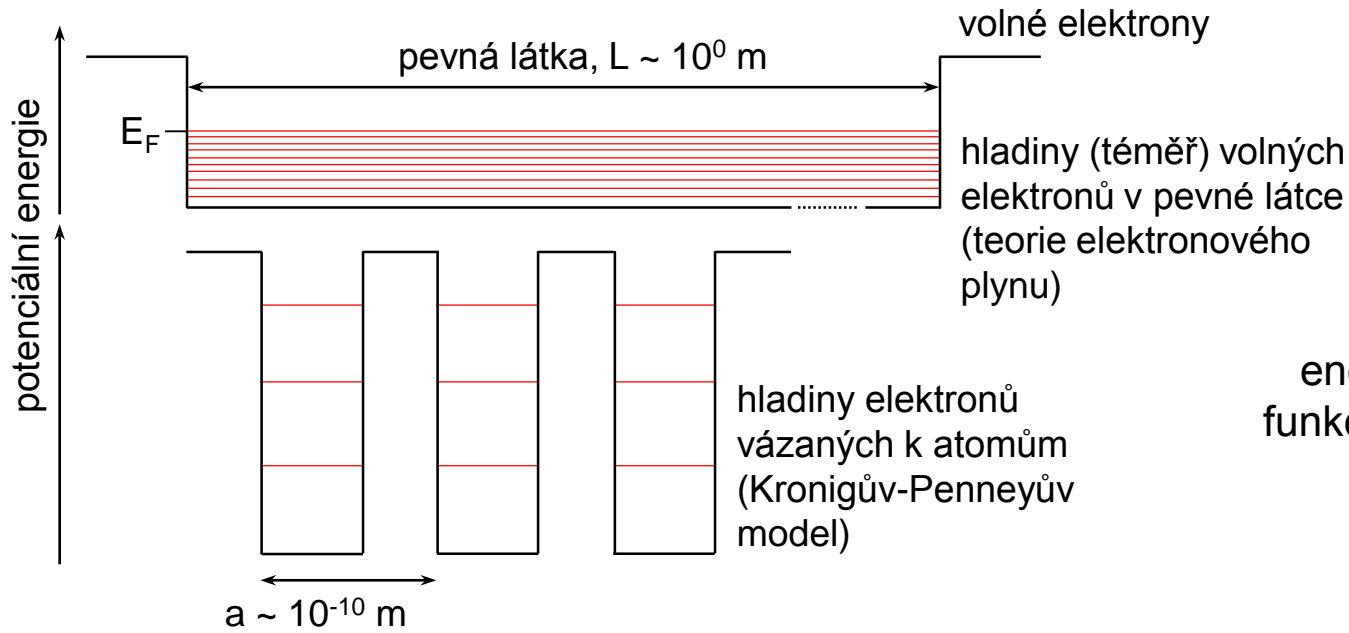 volné elektrony
pevná látka, L ~ 10⁰ m
potenciální energie
E_F
hladiny (téměř) volných
elektronů v pevné látce
(teorie elektronového
plynu)
hladiny elektronů
vázaných k atomům
(Kronigův-Penneyův
model)
a ~ 10⁻¹⁰ m